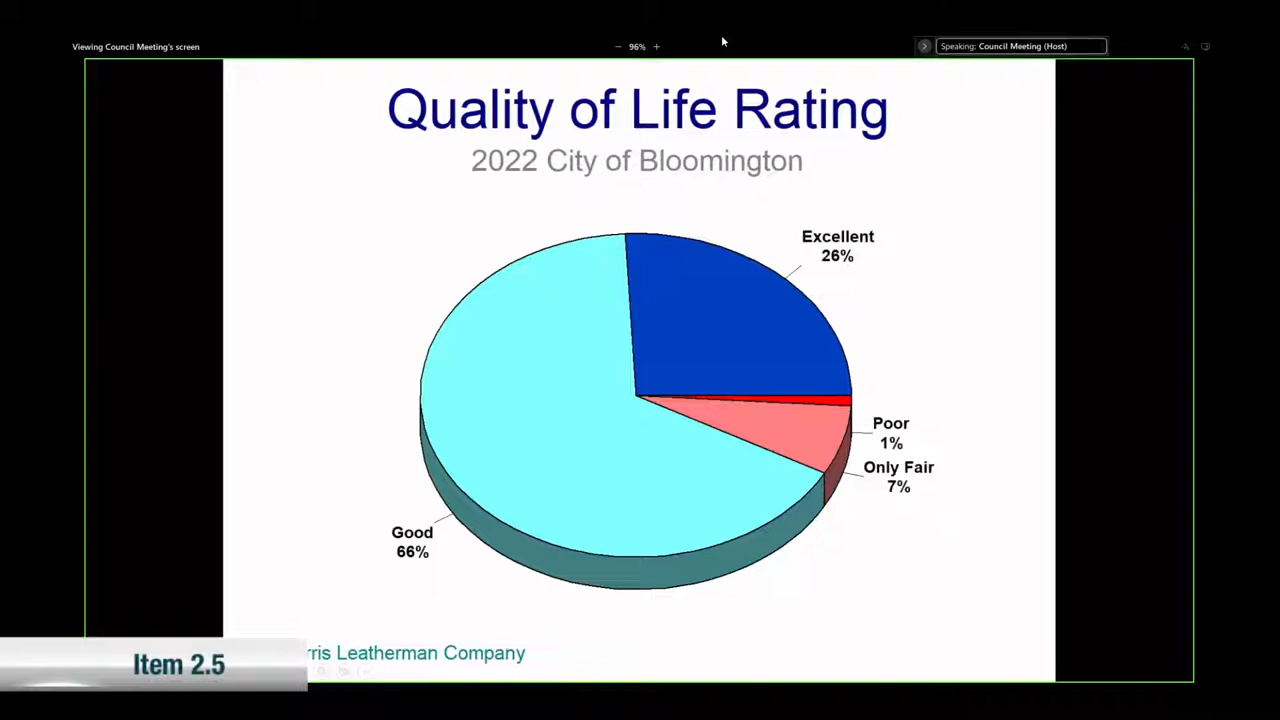 Viewing Council Meeting's screen
− 96% +
Speaking: Council Meeting (Host)
Quality of Life Rating
2022 City of Bloomington
Excellent
26%
Poor
1%
Only Fair
7%
Good
66%
rris Leatherman Company
Item 2.5